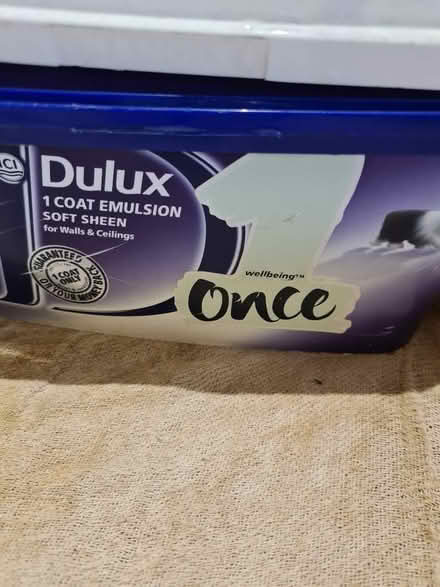 ICI
Dulux
1 COAT EMULSION
SOFT SHEEN
for Walls & Ceilings
GUARANTEED
1 COAT
ONLY
OR YOUR MONEY BACK
1
wellbeing™
Once